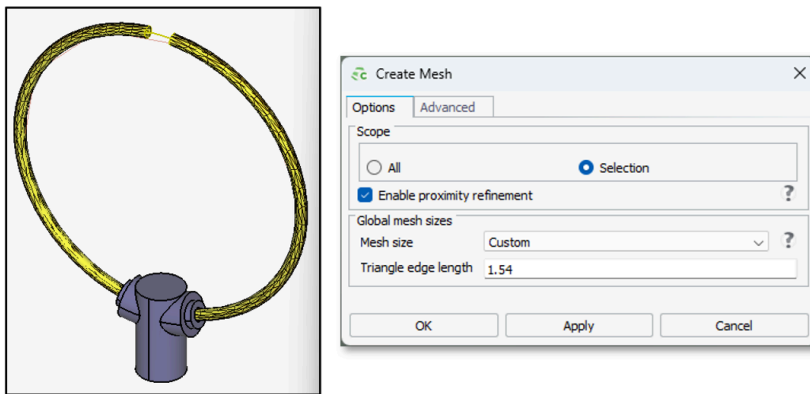 Create Mesh
Options
Advanced
Scope
All
Selection
Enable proximity refinement
?
Global mesh sizes
Mesh size
Custom
?
Triangle edge length
1.54
OK
Apply
Cancel